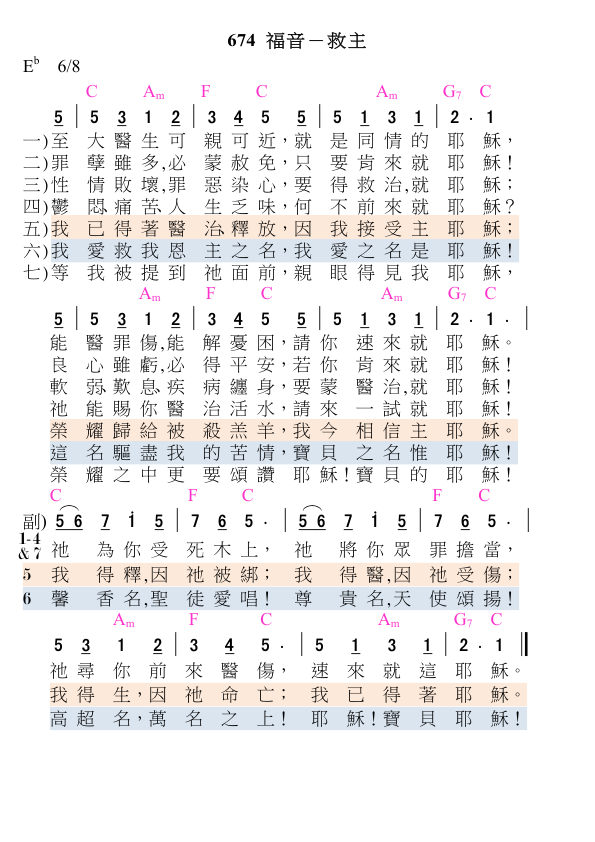 674 福音－救主
E♭ 6/8
C Am F C Am G7 C
5 | 5 3 1 2 | 3 4 5 5 | 5 1 3 1 | 2 · 1
一)至 大醫生可 親可近，就 是同情的 耶 穌，
二)罪 孽雖多,必 蒙赦免，只 要肯來就 耶 穌！
三)性 情敗壞,罪 惡染心，要 得救治,就 耶 穌；
四)鬱 悶、痛苦、人 生乏味，何 不前來就 耶 穌？
五)我 已得著醫 治、釋放，因 我接受主 耶 穌；
六)我 愛救我恩 主之名，我 愛之名是 耶 穌！
七)等 我被提到 祂面前，親 眼得見我 耶 穌，
Am F C Am G7 C
5 | 5 3 1 2 | 3 4 5 5 | 5 1 3 1 | 2 · 1 · |
能 醫罪傷,能 解憂困，請 你速來就 耶 穌。
良 心雖虧,必 得平安，若 你肯來就 耶 穌！
軟 弱、歎息、疾 病纏身，要 蒙醫治,就 耶 穌！
祂 能賜你醫 治活水，請 來一試就 耶 穌！
榮 耀歸給被 殺羔羊，我 今相信主 耶 穌。
這 名驅盡我 的苦情，寶 貝之名惟 耶 穌！
榮 耀之中更 要頌讚 耶穌！寶貝的 耶 穌！
C F C F C
副) 5 6 7 i 5 | 7 6 5 · | 5 6 7 i 5 | 7 6 5 · |
1-4 & 7 祂 為你受 死木上， 祂 將你眾 罪擔當，
5 我 得釋,因 祂被綁； 我 得醫,因 祂受傷；
6 馨 香名,聖 徒愛唱！ 尊 貴名,天 使頌揚！
Am F C Am G7 C
5 3 1 2 | 3 4 5 · | 5 1 3 1 | 2 · 1 ||
祂尋你前 來醫傷， 速來就這 耶 穌。
我得生,因 祂命亡； 我已得著 耶 穌。
高超名,萬 名之上！ 耶穌！寶貝 耶 穌！